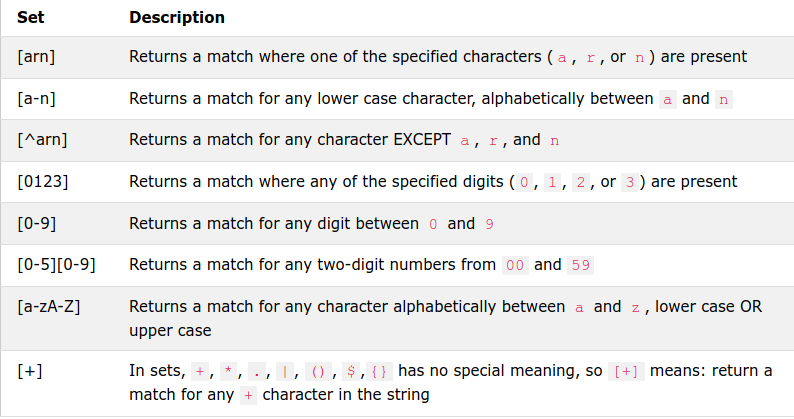 Set Description
[arn] Returns a match where one of the specified characters ( a , r , or n ) are present
[a-n] Returns a match for any lower case character, alphabetically between a and n
[^arn] Returns a match for any character EXCEPT a , r , and n
[0123] Returns a match where any of the specified digits ( 0 , 1 , 2 , or 3 ) are present
[0-9] Returns a match for any digit between 0 and 9
[0-5][0-9] Returns a match for any two-digit numbers from 00 and 59
[a-zA-Z] Returns a match for any character alphabetically between a and z , lower case OR
upper case
[+] In sets, + , * , . , | , () , $ , {} has no special meaning, so [+] means: return a
match for any + character in the string